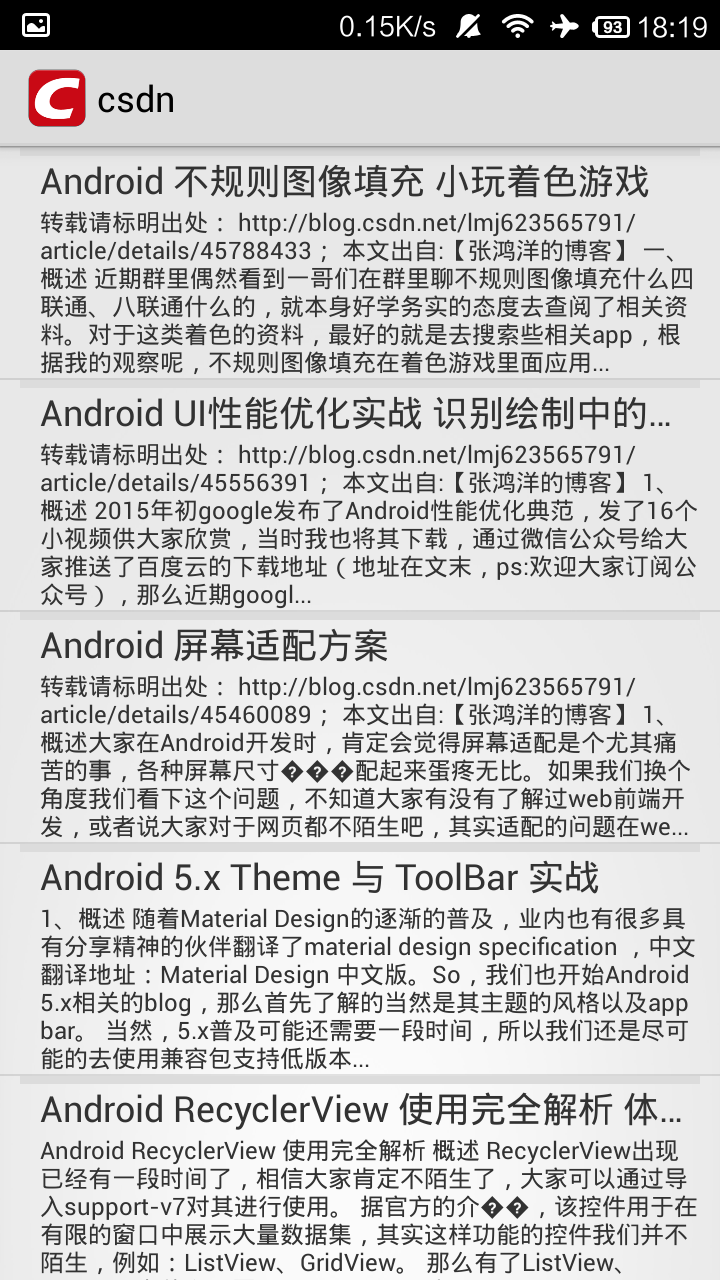 0.15K/s 93 18:19
csdn
Android 不规则图像填充 小玩着色游戏
转载请标明出处： http://blog.csdn.net/lmj623565791/
article/details/45788433 ； 本文出自:【张鸿洋的博客】 一、
概述 近期群里偶然看到一哥们在群里聊不规则图像填充什么四
联通、八联通什么的，就本身好学务实的态度去查阅了相关资
料。对于这类着色的资料，最好的就是去搜索些相关app，根
据我的观察呢，不规则图像填充在着色游戏里面应用...
Android UI性能优化实战 识别绘制中的...
转载请标明出处： http://blog.csdn.net/lmj623565791/
article/details/45556391 ； 本文出自:【张鸿洋的博客】 1、
概述 2015年初google发布了Android性能优化典范，发了16个
小视频供大家欣赏，当时我也将其下载，通过微信公众号给大
家推送了百度云的下载地址（地址在文末，ps:欢迎大家订阅公
众号），那么近期googl...
Android 屏幕适配方案
转载请标明出处： http://blog.csdn.net/lmj623565791/
article/details/45460089 ； 本文出自:【张鸿洋的博客】 1、
概述大家在Android开发时，肯定会觉得屏幕适配是个尤其痛
苦的事，各种屏幕尺寸���配起来蛋疼无比。如果我们换个
角度我们看下这个问题，不知道大家有没有了解过web前端开
发，或者说大家对于网页都不陌生吧，其实适配的问题在we...
Android 5.x Theme 与 ToolBar 实战
1、概述 随着Material Design的逐渐的普及，业内也有很多具
有分享精神的伙伴翻译了material design specification ，中文
翻译地址：Material Design 中文版。So，我们也开始Android
5.x相关的blog，那么首先了解的当然是其主题的风格以及app
bar。 当然，5.x普及可能还需要一段时间，所以我们还是尽可
能的去使用兼容包支持低版本...
Android RecyclerView 使用完全解析 体...
Android RecyclerView 使用完全解析 概述 RecyclerView出现
已经有一段时间了，相信大家肯定不陌生了，大家可以通过导
入support-v7对其进行使用。 据官方的介��，该控件用于在
有限的窗口中展示大量数据集，其实这样功能的控件我们并不
陌生，例如：ListView、GridView。 那么有了ListView、